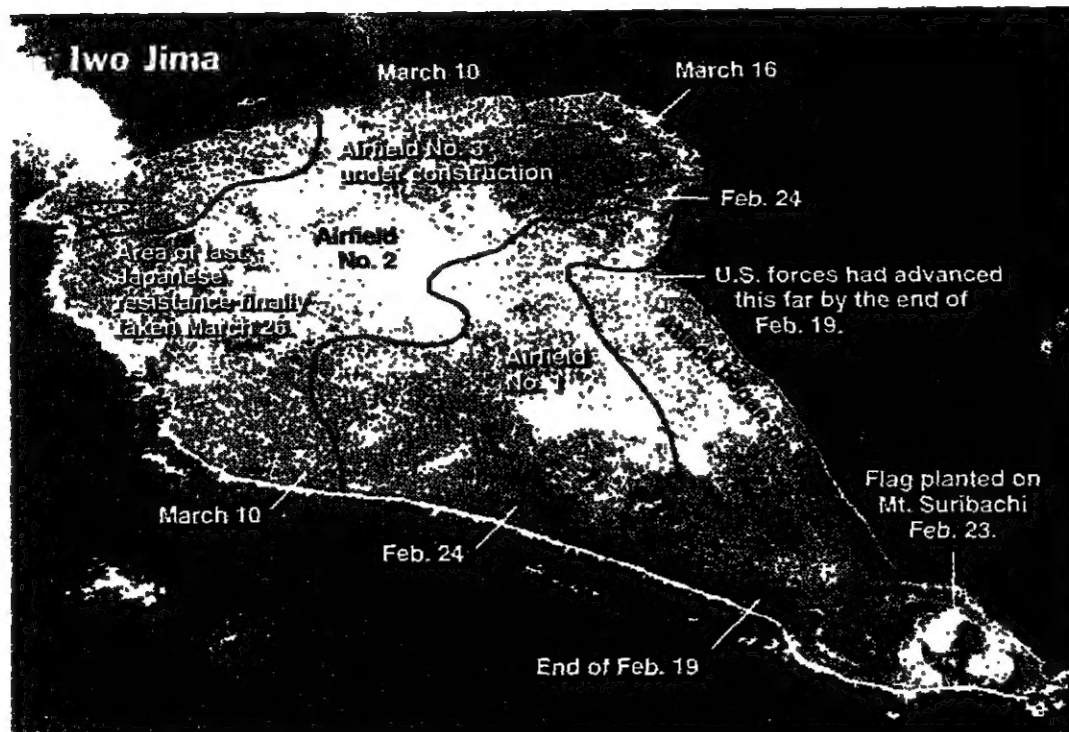 Iwo Jima
March 10
March 16
Airfield No. 3
under construction
Feb. 24
Airfield
No. 2
Area of last
Japanese
resistance finally
taken March 26
U.S. forces had advanced
this far by the end of
Feb. 19.
Airfield
No. 1
Flag planted on
Mt. Suribachi
Feb. 23.
March 10
Feb. 24
End of Feb. 19